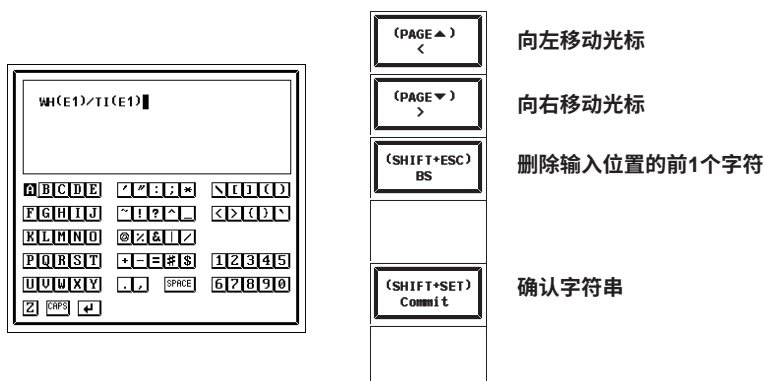 WH(E1)/TI(E1)
A B C D E ' " : ; * \ [ ] ( )
F G H I J ~ ! ? ^ _ < > { } `
K L M N O @ % & | /
P Q R S T + - = # $ 1 2 3 4 5
U V W X Y . , SPACE 6 7 8 9 0
Z CAPS ↵
(PAGE▲)
<
向左移动光标
(PAGE▼)
>
向右移动光标
(SHIFT+ESC)
BS
删除输入位置的前1个字符
(SHIFT+SET)
Commit
确认字符串